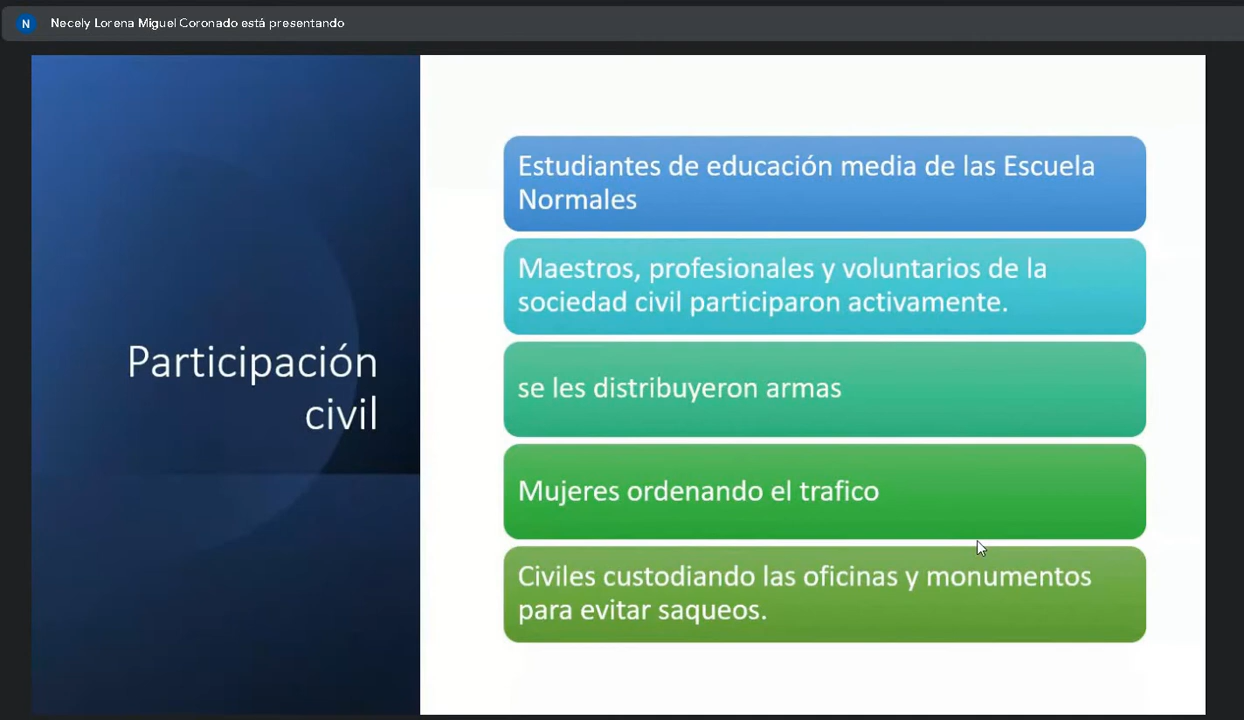 N
Necely Lorena Miguel Coronado está presentando
Participación
civil
Estudiantes de educación media de las Escuela
Normales
Maestros, profesionales y voluntarios de la
sociedad civil participaron activamente.
se les distribuyeron armas
Mujeres ordenando el trafico
Civiles custodiando las oficinas y monumentos
para evitar saqueos.